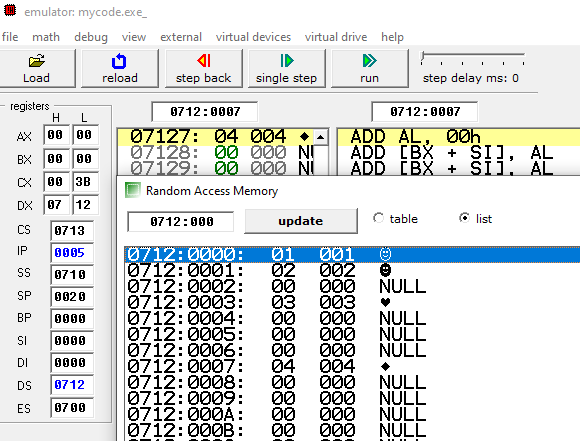 emulator: mycode.exe_
file math debug view external virtual devices virtual drive help
Load reload step back single step run step delay ms: 0
registers
H L
AX 00 00
BX 00 00
CX 00 3B
DX 07 12
CS 0713
IP 0005
SS 0710
SP 0020
BP 0000
SI 0000
DI 0000
DS 0712
ES 0700
0712:0007 0712:0007
07127: 04 004 ♦ ADD AL, 00h
07128: 00 000 NU ADD [BX + SI], AL
07129: 00 000 NU ADD [BX + SI], AL
Random Access Memory
0712:000 update table list
0712:0000: 01 001 ☺
0712:0001: 02 002 ☻
0712:0002: 00 000 NULL
0712:0003: 03 003 ♥
0712:0004: 00 000 NULL
0712:0005: 00 000 NULL
0712:0006: 00 000 NULL
0712:0007: 04 004 ♦
0712:0008: 00 000 NULL
0712:0009: 00 000 NULL
0712:000A: 00 000 NULL
0712:000B: 00 000 NULL